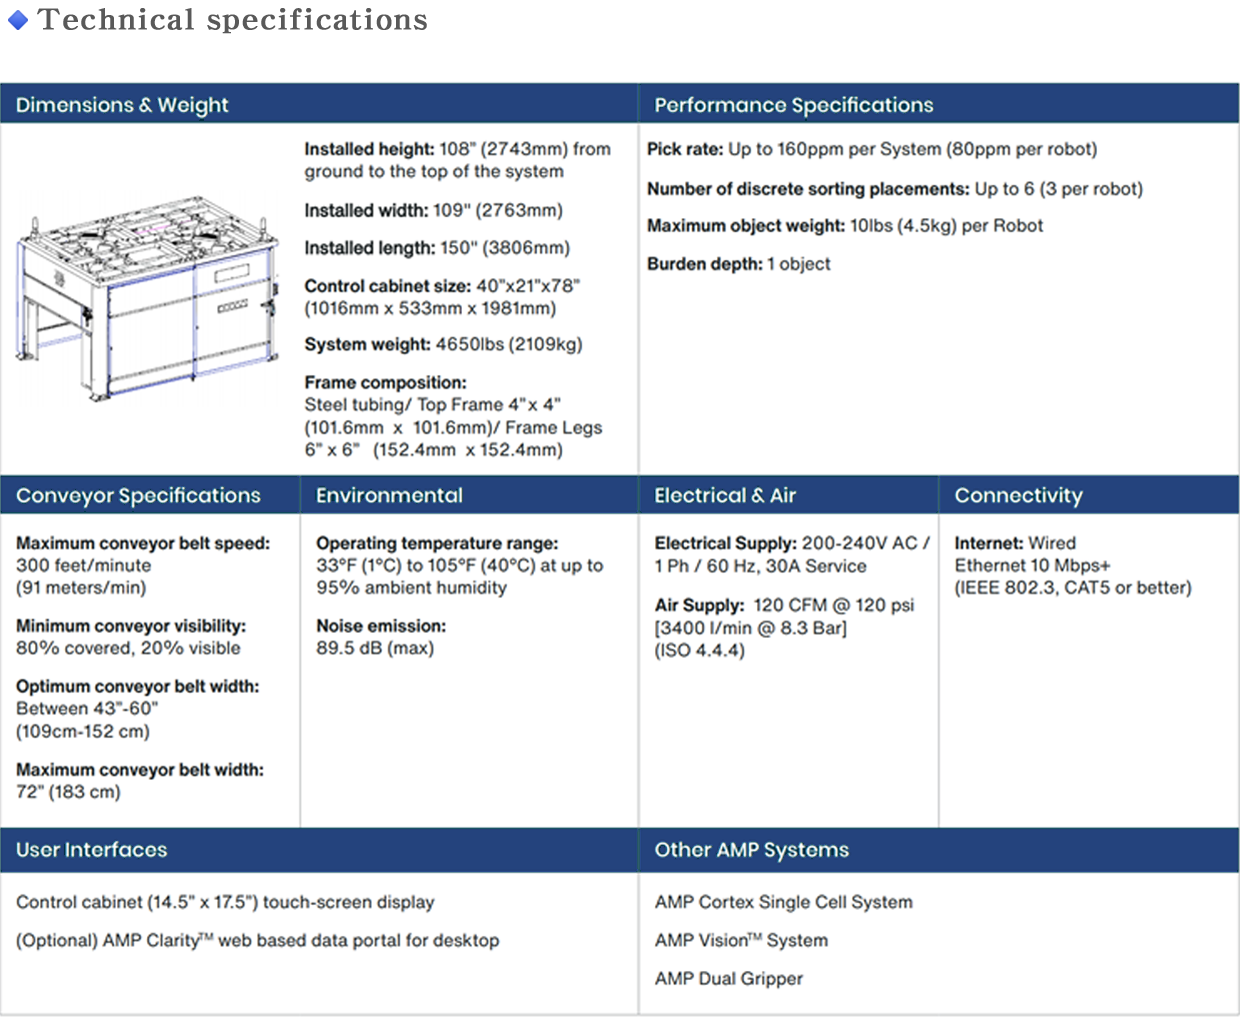 Technical specifications
Dimensions & Weight
Installed height: 108" (2743mm) from
ground to the top of the system
Installed width: 109" (2763mm)
Installed length: 150" (3806mm)
Control cabinet size: 40"x21"x78"
(1016mm x 533mm x 1981mm)
System weight: 4650lbs (2109kg)
Frame composition:
Steel tubing/ Top Frame 4"x 4"
(101.6mm x 101.6mm)/ Frame Legs
6" x 6" (152.4mm x 152.4mm)
Performance Specifications
Pick rate: Up to 160ppm per System (80ppm per robot)
Number of discrete sorting placements: Up to 6 (3 per robot)
Maximum object weight: 10lbs (4.5kg) per Robot
Burden depth: 1 object
Conveyor Specifications
Maximum conveyor belt speed:
300 feet/minute
(91 meters/min)
Minimum conveyor visibility:
80% covered, 20% visible
Optimum conveyor belt width:
Between 43"-60"
(109cm-152 cm)
Maximum conveyor belt width:
72" (183 cm)
Environmental
Operating temperature range:
33°F (1°C) to 105°F (40°C) at up to
95% ambient humidity
Noise emission:
89.5 dB (max)
Electrical & Air
Electrical Supply: 200-240V AC /
1 Ph / 60 Hz, 30A Service
Air Supply: 120 CFM @ 120 psi
[3400 l/min @ 8.3 Bar]
(ISO 4.4.4)
Connectivity
Internet: Wired
Ethernet 10 Mbps+
(IEEE 802.3, CAT5 or better)
User Interfaces
Control cabinet (14.5" x 17.5") touch-screen display
(Optional) AMP Clarity™ web based data portal for desktop
Other AMP Systems
AMP Cortex Single Cell System
AMP Vision™ System
AMP Dual Gripper